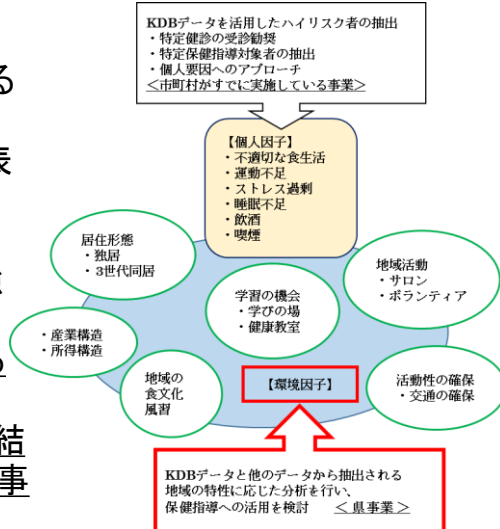 KDBデータを活用したハイリスク者の抽出
・特定健診の受診勧奨
・特定保健指導対象者の抽出
・個人要因へのアプローチ
＜市町村がすでに実施している事業＞
る
表
【個人因子】
・不適切な食生活
・運動不足
・ストレス過剰
・睡眠不足
・飲酒
・喫煙
居住形態
・独居
・３世代同居
地域活動
・サロン
・ボランティア
学習の機会
・学びの場
・健康教室
・産業構造
・所得構造
地域の
食文化
風習
【環境因子】
活動性の確保
・交通の確保
結
事
KDBデータと他のデータから抽出される
地域の特性に応じた分析を行い、
保健指導への活用を検討　＜県事業＞